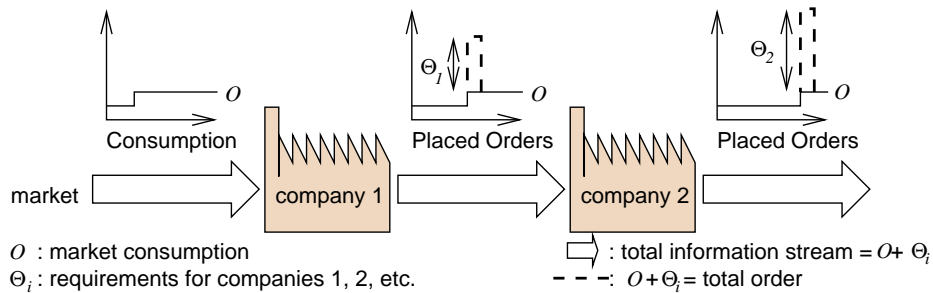 Θ1
Θ2
O
O
O
Consumption
Placed Orders
Placed Orders
market
company 1
company 2
O : market consumption
: total information stream = O + Θi
Θi : requirements for companies 1, 2, etc.
: O + Θi = total order